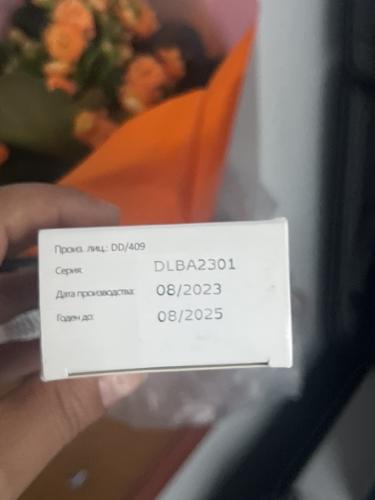 Произ. лиц.: DD/409
Серия: DLBA2301
Дата производства: 08/2023
Годен до: 08/2025